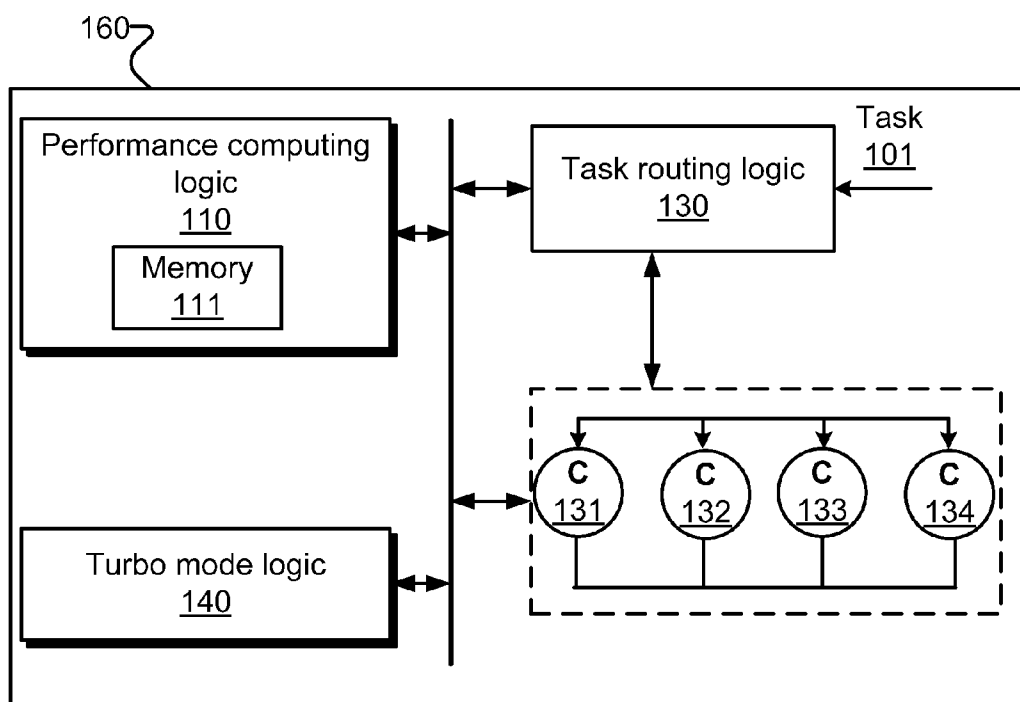 160
Performance computing
logic
110
Memory
111
Task routing logic
130
Task
101
C
131
C
132
C
133
C
134
Turbo mode logic
140